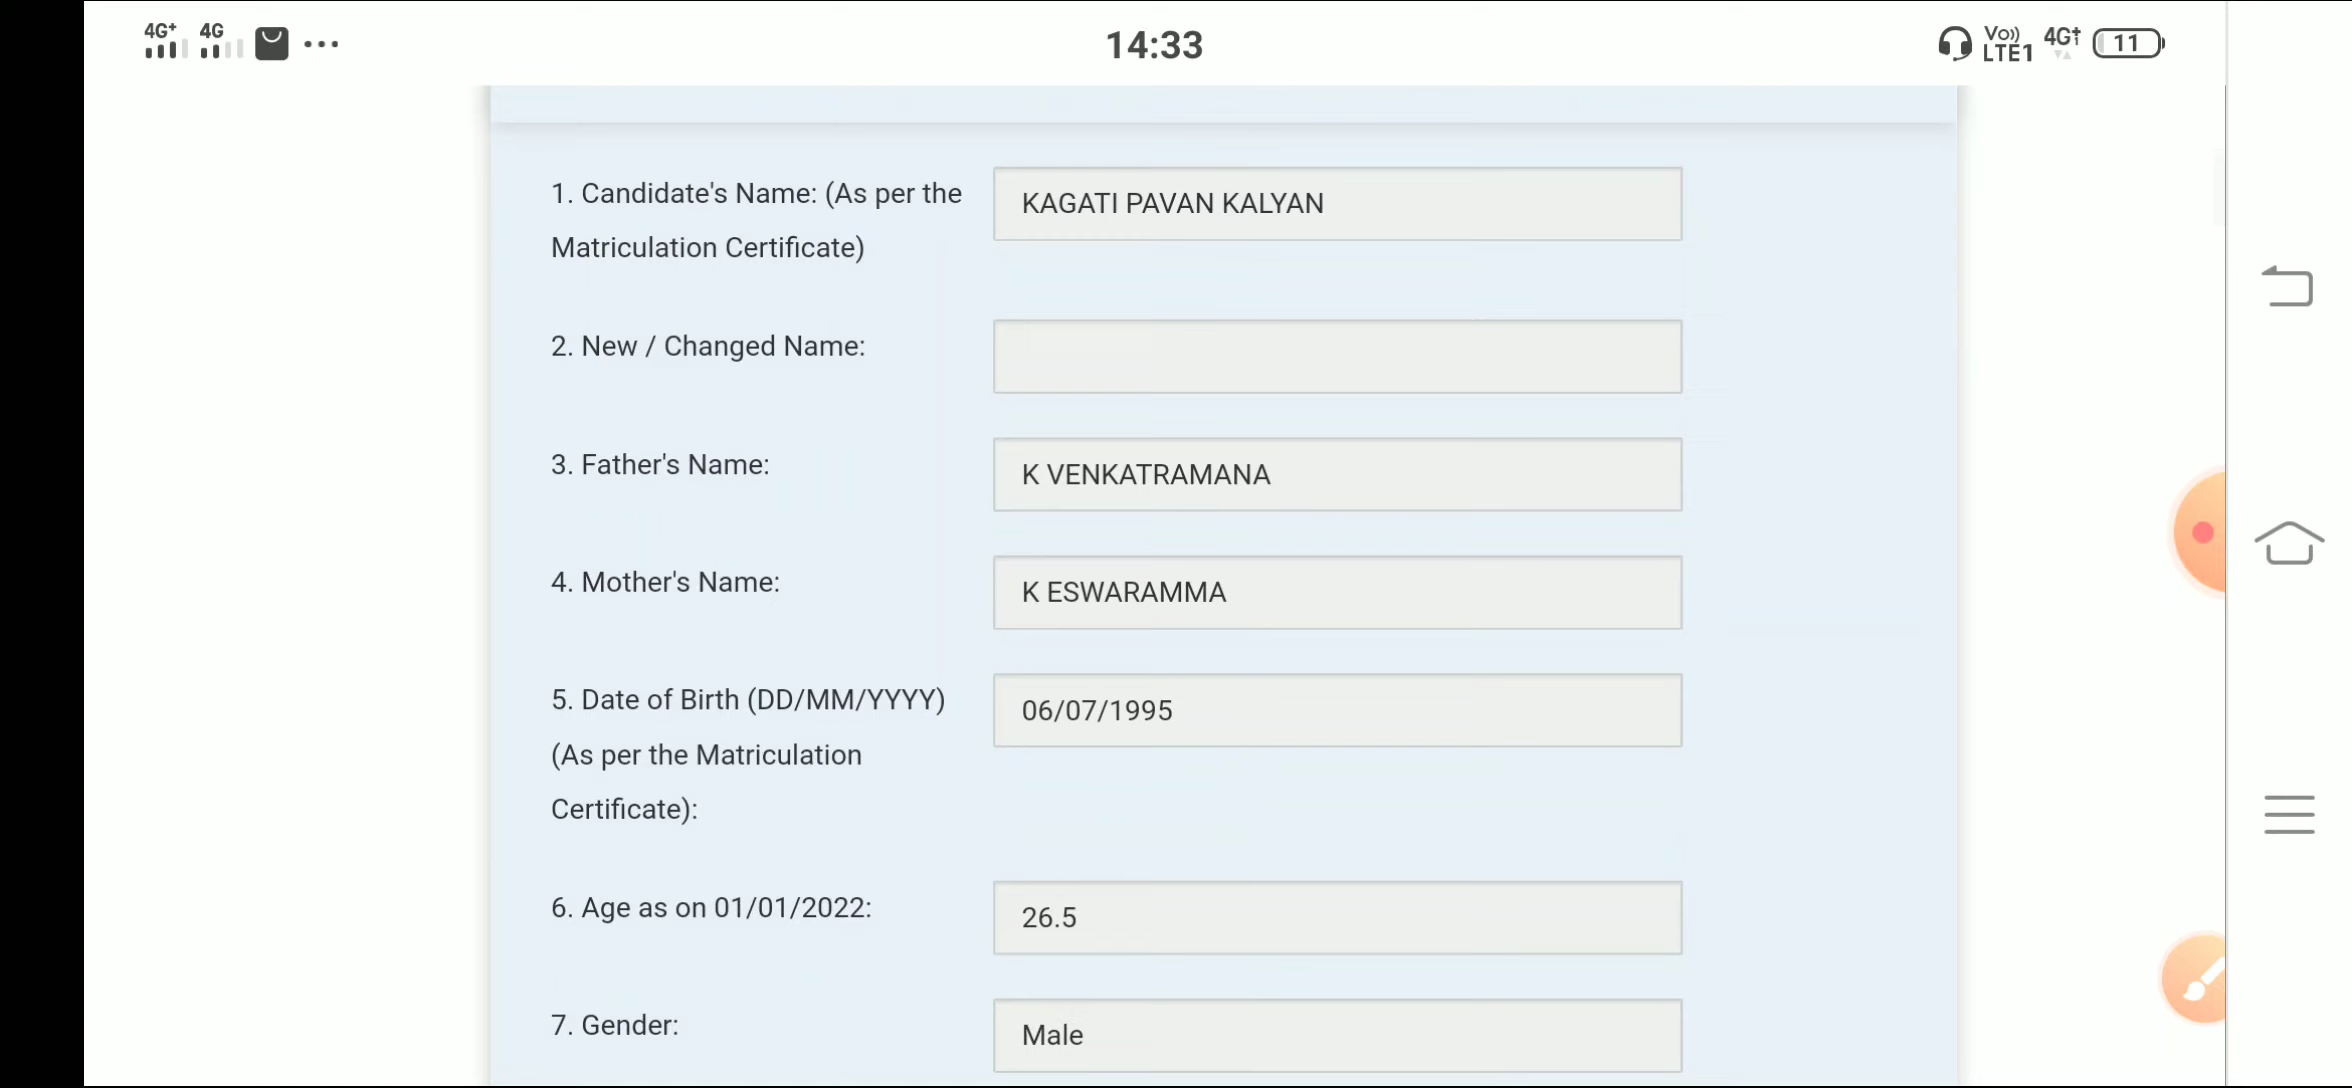 4G+ 4G ... 14:33 Vo)) LTE1 4G+ 11
1. Candidate's Name: (As per the
Matriculation Certificate)
KAGATI PAVAN KALYAN
2. New / Changed Name:
3. Father's Name:
K VENKATRAMANA
4. Mother's Name:
K ESWARAMMA
5. Date of Birth (DD/MM/YYYY)
(As per the Matriculation
Certificate):
06/07/1995
6. Age as on 01/01/2022:
26.5
7. Gender:
Male